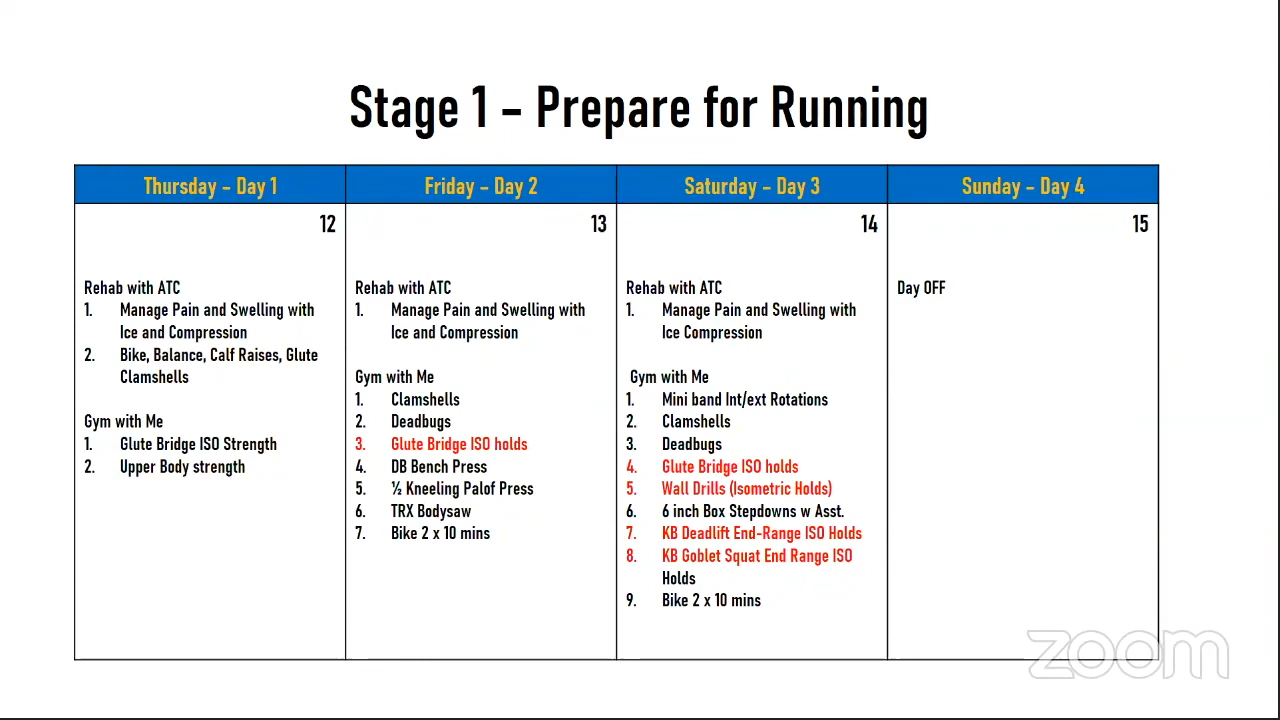 Stage 1 – Prepare for Running
Thursday – Day 1
Friday – Day 2
Saturday – Day 3
Sunday – Day 4
12
Rehab with ATC
1. Manage Pain and Swelling with
Ice and Compression
2. Bike, Balance, Calf Raises, Glute
Clamshells
Gym with Me
1. Glute Bridge ISO Strength
2. Upper Body strength
13
Rehab with ATC
1. Manage Pain and Swelling with
Ice and Compression
Gym with Me
1. Clamshells
2. Deadbugs
3. Glute Bridge ISO holds
4. DB Bench Press
5. ½ Kneeling Palof Press
6. TRX Bodysaw
7. Bike 2 x 10 mins
14
Rehab with ATC
1. Manage Pain and Swelling with
Ice Compression
Gym with Me
1. Mini band Int/ext Rotations
2. Clamshells
3. Deadbugs
4. Glute Bridge ISO holds
5. Wall Drills (Isometric Holds)
6. 6 inch Box Stepdowns w Asst.
7. KB Deadlift End-Range ISO Holds
8. KB Goblet Squat End Range ISO
Holds
9. Bike 2 x 10 mins
15
Day OFF
zoom